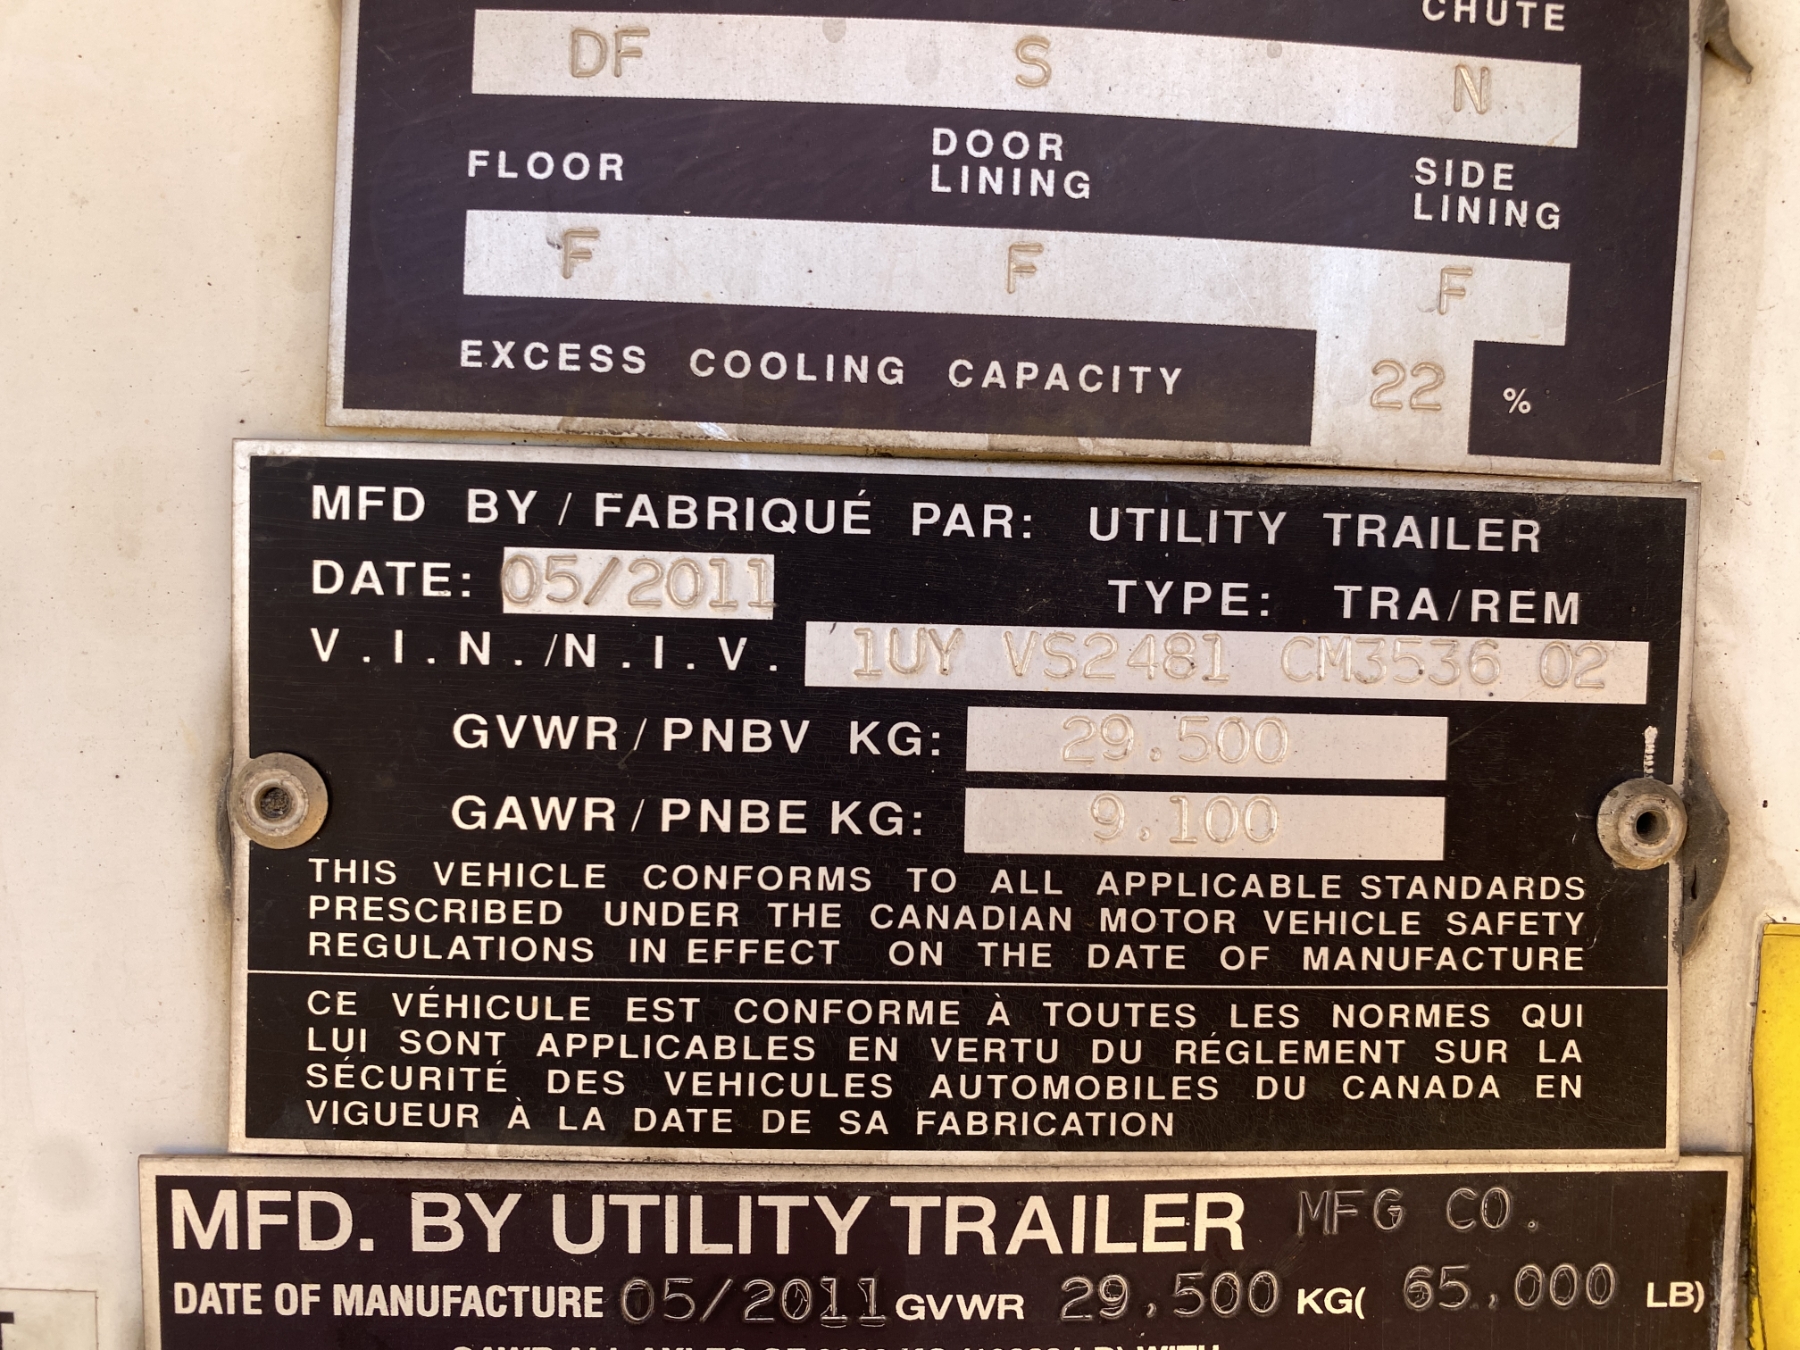 CHUTE
DF S N
FLOOR DOOR LINING SIDE LINING
F F F
EXCESS COOLING CAPACITY 22 %
MFD BY / FABRIQUÉ PAR: UTILITY TRAILER
DATE: 05/2011 TYPE: TRA/REM
V.I.N./N.I.V. 1UY VS2481 CM3536 02
GVWR / PNBV KG: 29.500
GAWR / PNBE KG: 9.100
THIS VEHICLE CONFORMS TO ALL APPLICABLE STANDARDS
PRESCRIBED UNDER THE CANADIAN MOTOR VEHICLE SAFETY
REGULATIONS IN EFFECT ON THE DATE OF MANUFACTURE
CE VÉHICULE EST CONFORME À TOUTES LES NORMES QUI
LUI SONT APPLICABLES EN VERTU DU RÉGLEMENT SUR LA
SÉCURITÉ DES VEHICULES AUTOMOBILES DU CANADA EN
VIGUEUR À LA DATE DE SA FABRICATION
MFD. BY UTILITY TRAILER MFG CO.
DATE OF MANUFACTURE 05/2011 GVWR 29,500 KG( 65,000 LB)